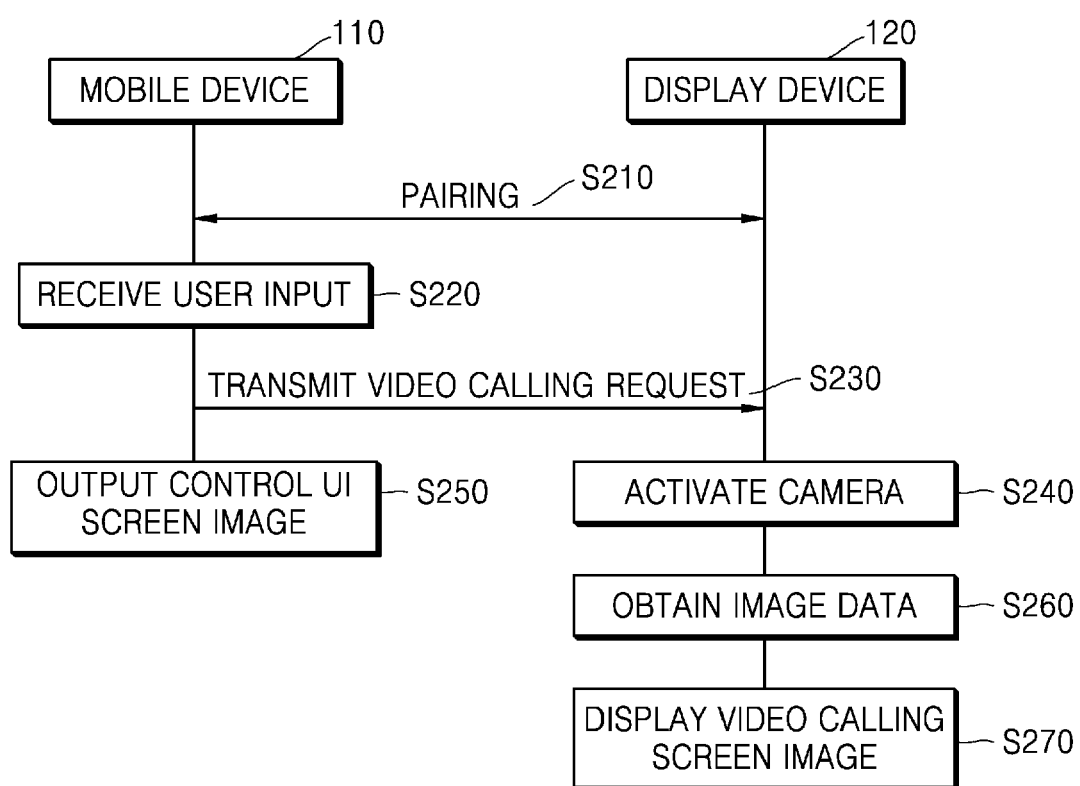 110
120
MOBILE DEVICE
DISPLAY DEVICE
PAIRING
S210
RECEIVE USER INPUT
S220
TRANSMIT VIDEO CALLING REQUEST
S230
OUTPUT CONTROL UI
SCREEN IMAGE
S250
ACTIVATE CAMERA
S240
OBTAIN IMAGE DATA
S260
DISPLAY VIDEO CALLING
SCREEN IMAGE
S270